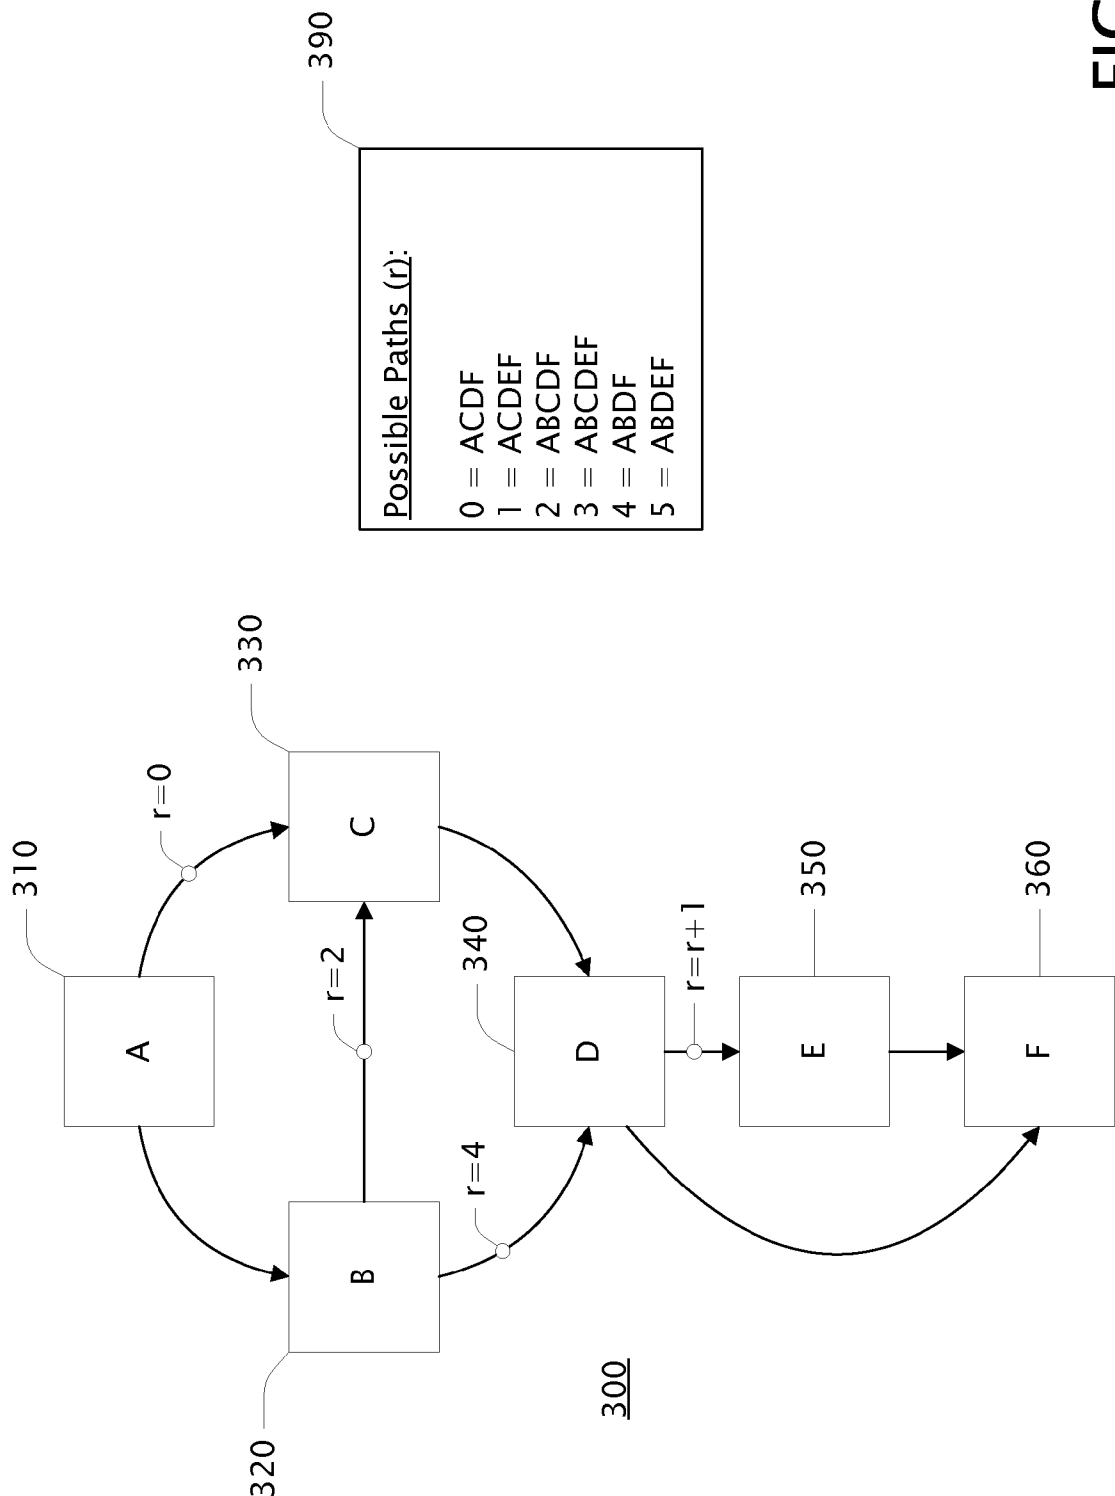 310
A
r=0
320
B
r=2
C
330
r=4
340
D
r=r+1
E
350
F
360
300
390
Possible Paths (r):
0 = ACDF
1 = ACDEF
2 = ABCDF
3 = ABCDEF
4 = ABDF
5 = ABDEF